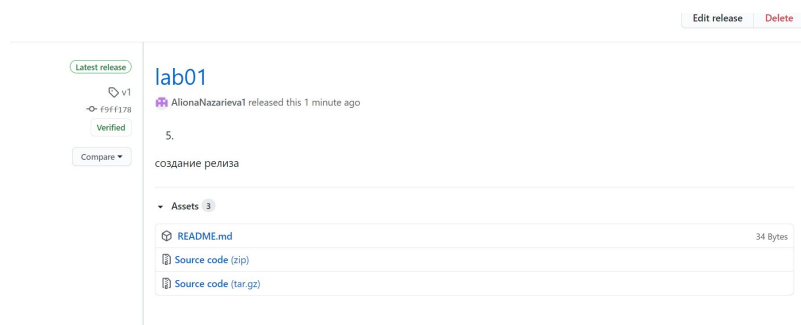 Edit release Delete
Latest release
v1
f9ff178
Verified
Compare
lab01
AlionaNazarieva1 released this 1 minute ago
5.
создание релиза
Assets 3
README.md 34 Bytes
Source code (zip)
Source code (tar.gz)